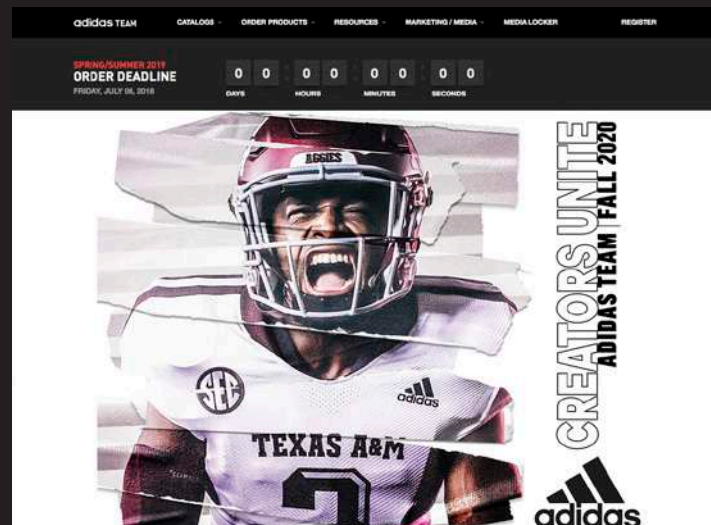 adidas TEAM
CATALOGS
ORDER PRODUCTS
RESOURCES
MARKETING / MEDIA
MEDIA LOCKER
REGISTER
SPRING/SUMMER 2019
ORDER DEADLINE
FRIDAY, JULY 06, 2018
0 0 : 0 0 : 0 0 : 0 0
DAYS HOURS MINUTES SECONDS
AGGIES
SEC
adidas
TEXAS A&M
2
CREATORS UNITE
ADIDAS TEAM | FALL 2020
adidas